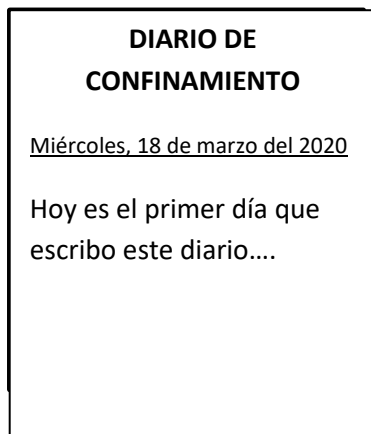 DIARIO DE
CONFINAMIENTO
Miércoles, 18 de marzo del 2020
Hoy es el primer día que
escribo este diario….